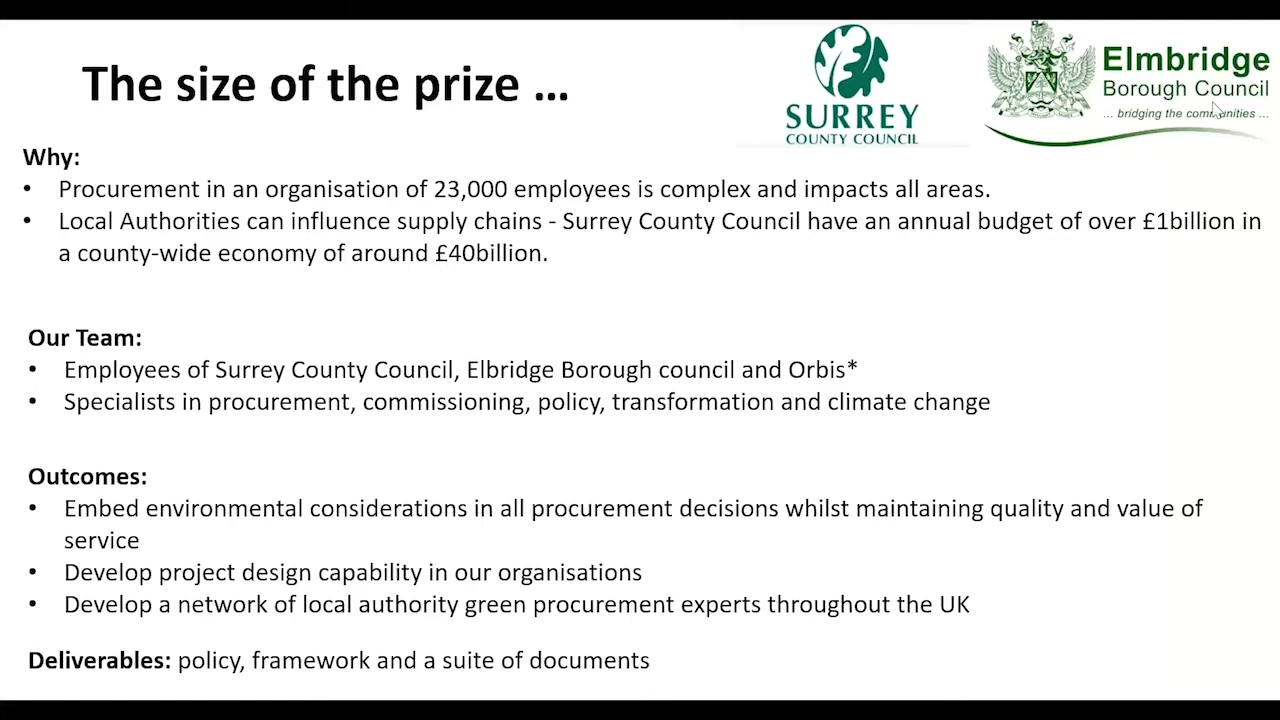 The size of the prize ...
SURREY
COUNTY COUNCIL
Elmbridge
Borough Council
... bridging the communities ...
Why:
• Procurement in an organisation of 23,000 employees is complex and impacts all areas.
• Local Authorities can influence supply chains - Surrey County Council have an annual budget of over £1billion in
a county-wide economy of around £40billion.
Our Team:
• Employees of Surrey County Council, Elbridge Borough council and Orbis*
• Specialists in procurement, commissioning, policy, transformation and climate change
Outcomes:
• Embed environmental considerations in all procurement decisions whilst maintaining quality and value of
service
• Develop project design capability in our organisations
• Develop a network of local authority green procurement experts throughout the UK
Deliverables: policy, framework and a suite of documents